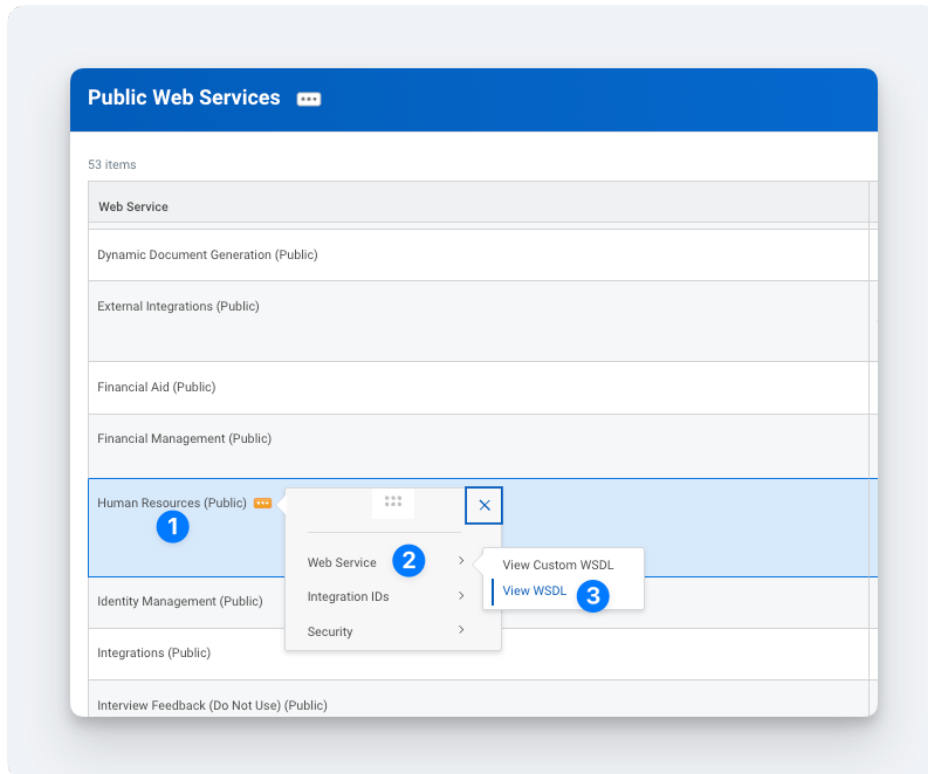 Public Web Services
53 items
Web Service
Dynamic Document Generation (Public)
External Integrations (Public)
Financial Aid (Public)
Financial Management (Public)
Human Resources (Public)
1
Web Service 2
View Custom WSDL
View WSDL 3
Integration IDs
Security
Identity Management (Public)
Integrations (Public)
Interview Feedback (Do Not Use) (Public)